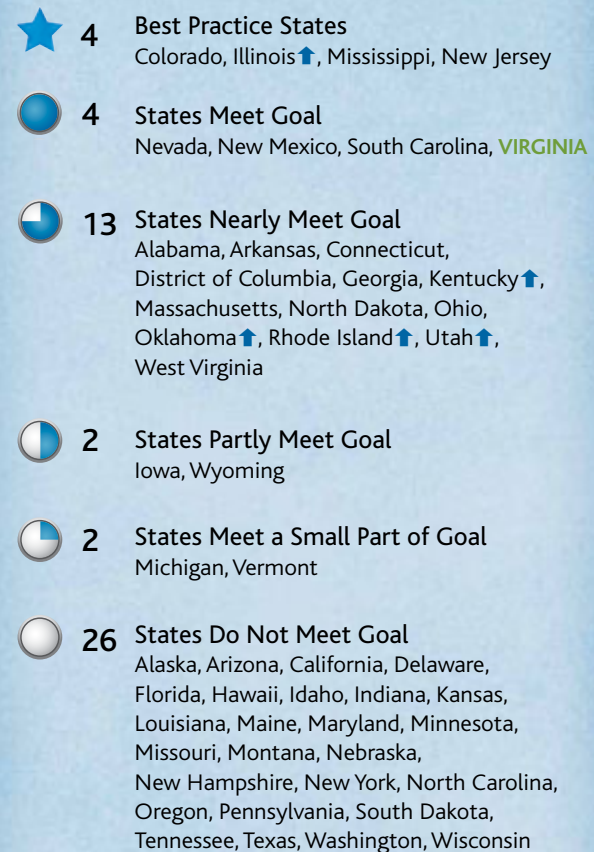 4 Best Practice States
Colorado, Illinois⬆, Mississippi, New Jersey
4 States Meet Goal
Nevada, New Mexico, South Carolina, VIRGINIA
13 States Nearly Meet Goal
Alabama, Arkansas, Connecticut,
District of Columbia, Georgia, Kentucky⬆,
Massachusetts, North Dakota, Ohio,
Oklahoma⬆, Rhode Island⬆, Utah⬆,
West Virginia
2 States Partly Meet Goal
Iowa, Wyoming
2 States Meet a Small Part of Goal
Michigan, Vermont
26 States Do Not Meet Goal
Alaska, Arizona, California, Delaware,
Florida, Hawaii, Idaho, Indiana, Kansas,
Louisiana, Maine, Maryland, Minnesota,
Missouri, Montana, Nebraska,
New Hampshire, New York, North Carolina,
Oregon, Pennsylvania, South Dakota,
Tennessee, Texas, Washington, Wisconsin